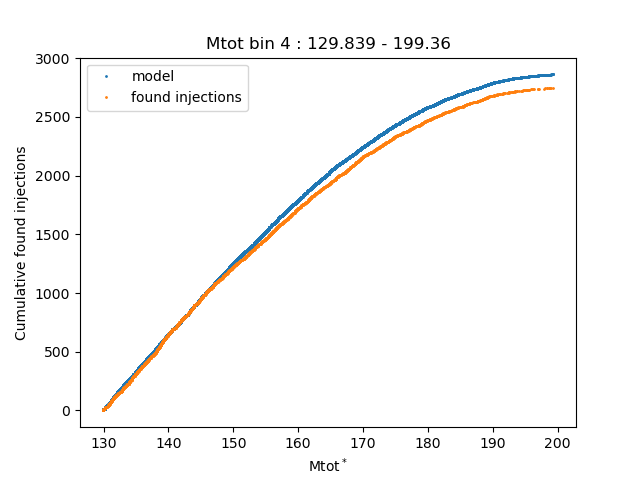 Mtot bin 4 : 129.839 - 199.36
model
found injections
Cumulative found injections
3000
2500
2000
1500
1000
500
0
130 140 150 160 170 180 190 200
Mtot*